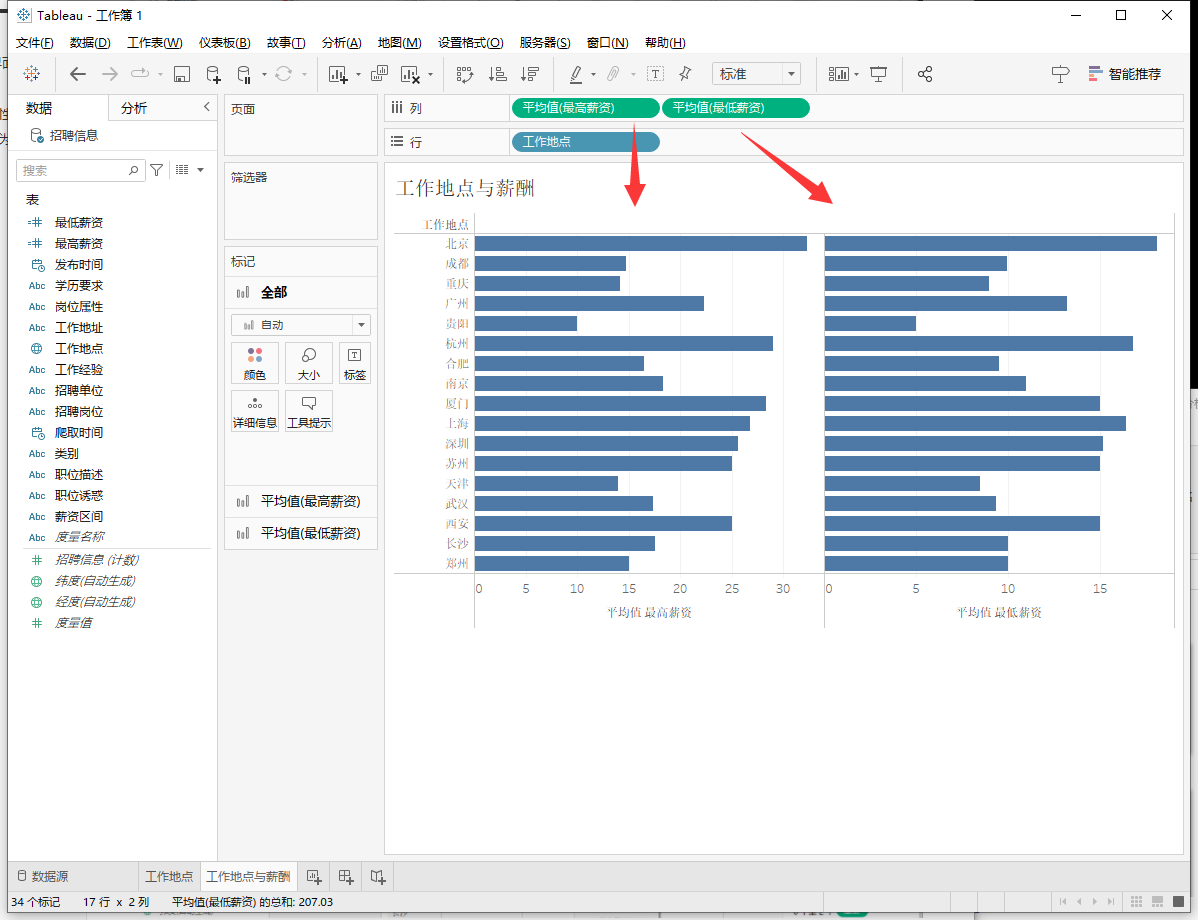 Tableau - 工作簿 1
文件(F) 数据(D) 工作表(W) 仪表板(B) 故事(T) 分析(A) 地图(M) 设置格式(O) 服务器(S) 窗口(N) 帮助(H)
标准 智能推荐
数据 分析
招聘信息
搜索
表
最低薪资
最高薪资
发布时间
Abc 学历要求
Abc 岗位属性
Abc 工作地址
工作地点
Abc 工作经验
Abc 招聘单位
Abc 招聘岗位
爬取时间
Abc 类别
Abc 职位描述
Abc 职位诱惑
Abc 薪资区间
Abc 度量名称
招聘信息 (计数)
纬度(自动生成)
经度(自动生成)
度量值
页面
筛选器
标记
全部
自动
颜色 大小 标签
详细信息 工具提示
平均值(最高薪资)
平均值(最低薪资)
列 平均值(最高薪资) 平均值(最低薪资)
行 工作地点
工作地点与薪酬
工作地点
北京
成都
重庆
广州
贵阳
杭州
合肥
南京
厦门
上海
深圳
苏州
天津
武汉
西安
长沙
郑州
0 5 10 15 20 25 30 0 5 10 15
平均值 最高薪资 平均值 最低薪资
数据源 工作地点 工作地点与薪酬
34 个标记 17 行 x 2 列 平均值(最低薪资) 的总和: 207.03